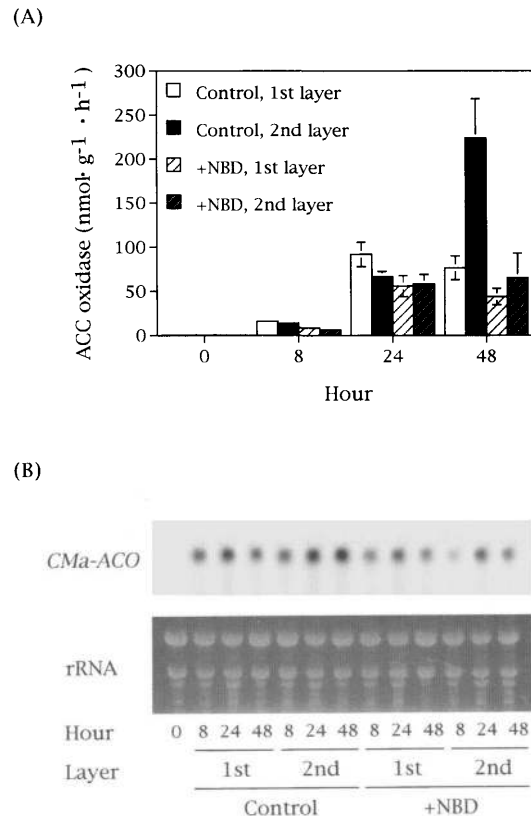 (A)
300
250
200
150
100
50
0
ACC oxidase (nmol· g⁻¹ · h⁻¹)
Control, 1st layer
Control, 2nd layer
+NBD, 1st layer
+NBD, 2nd layer
0 8 24 48
Hour
(B)
CMa-ACO
rRNA
Hour 0 8 24 48 8 24 48 8 24 48 8 24 48
Layer 1st 2nd 1st 2nd
Control +NBD